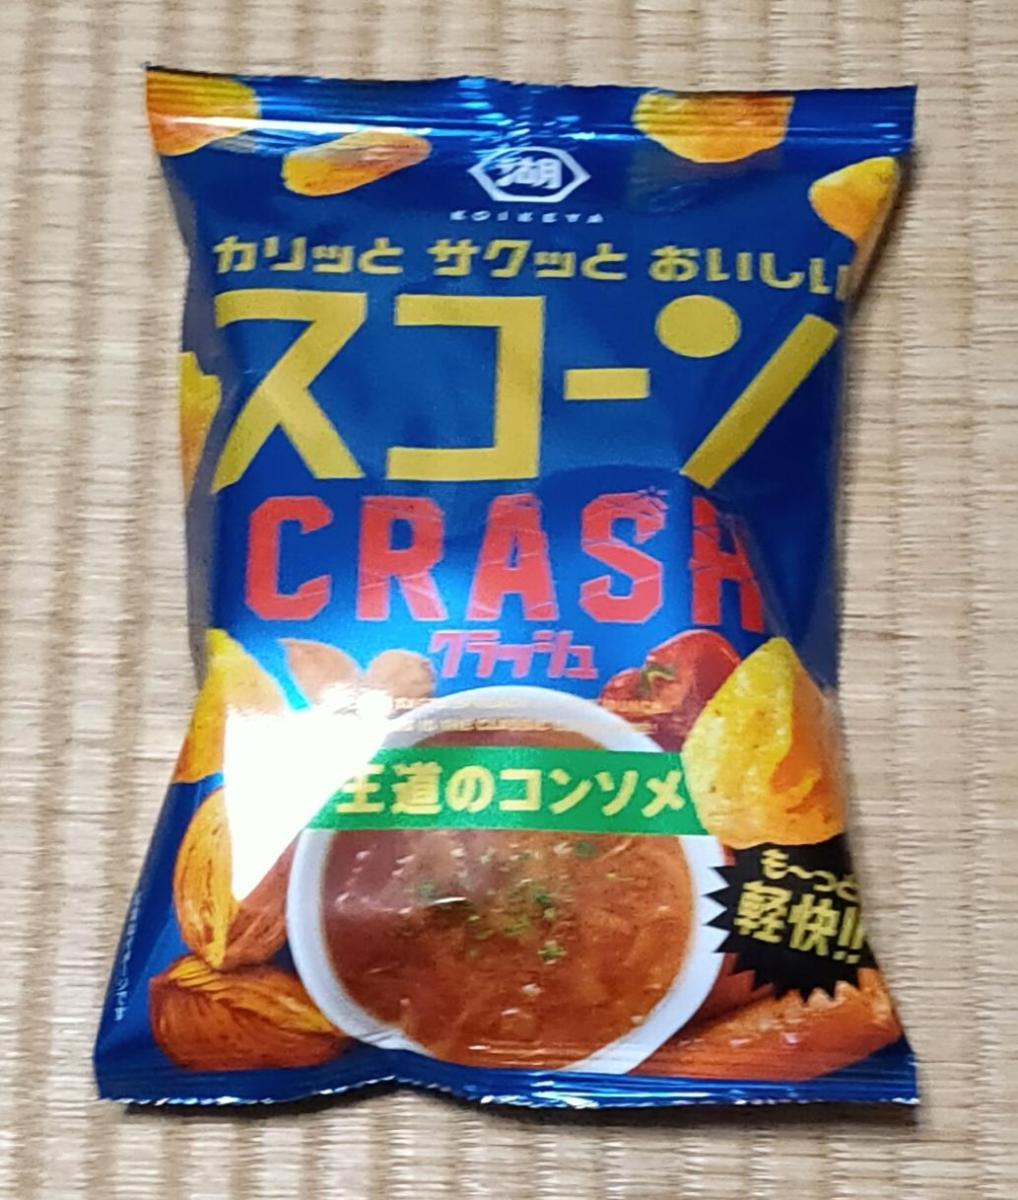 湖
KOIKEYA
カリッと サクッと おいしい
スコーン
CRASH
クラッシュ
王道のコンソメ
も〜っと
軽快!!